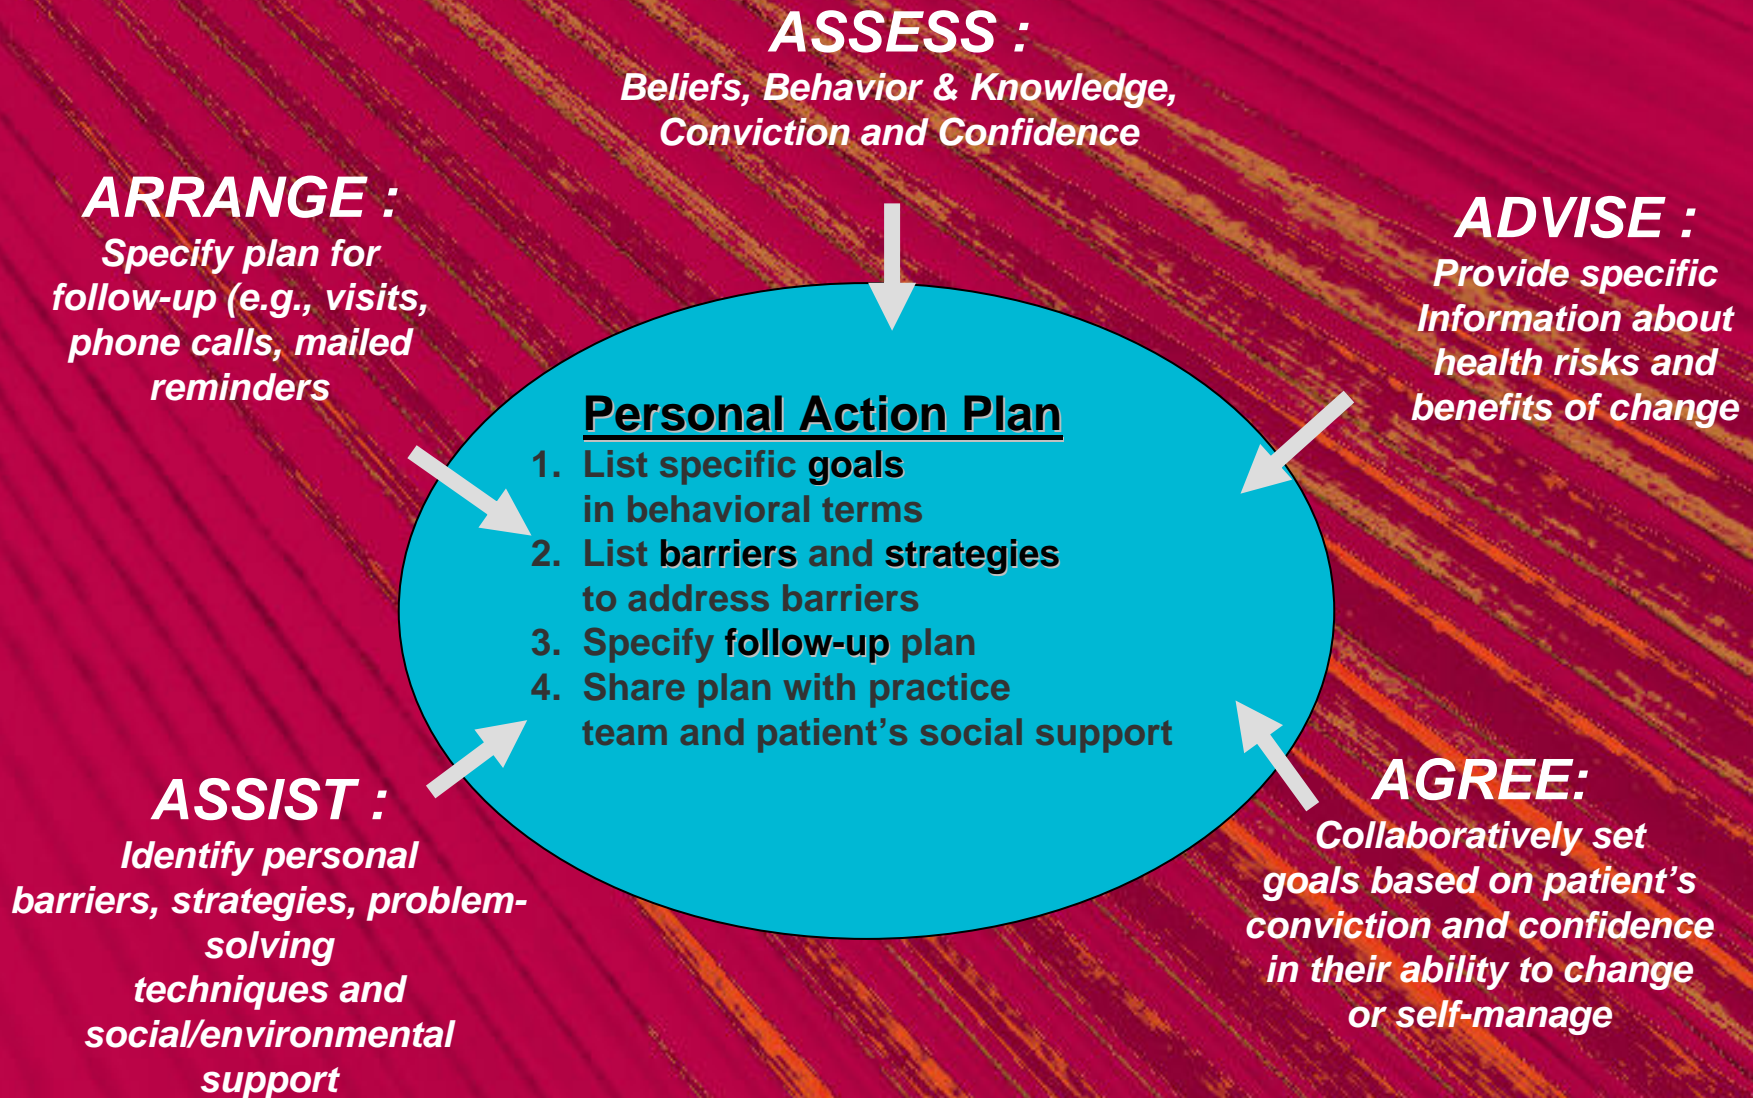 ASSESS :
Beliefs, Behavior & Knowledge,
Conviction and Confidence
ADVISE :
Provide specific
Information about
health risks and
benefits of change
AGREE:
Collaboratively set
goals based on patient’s
conviction and confidence
in their ability to change
or self-manage
ASSIST :
Identify personal
barriers, strategies, problem-
solving
techniques and
social/environmental
support
ARRANGE :
Specify plan for
follow-up (e.g., visits,
phone calls, mailed
reminders
Personal Action Plan
1. List specific goals
in behavioral terms
2. List barriers and strategies
to address barriers
3. Specify follow-up plan
4. Share plan with practice
team and patient’s social support